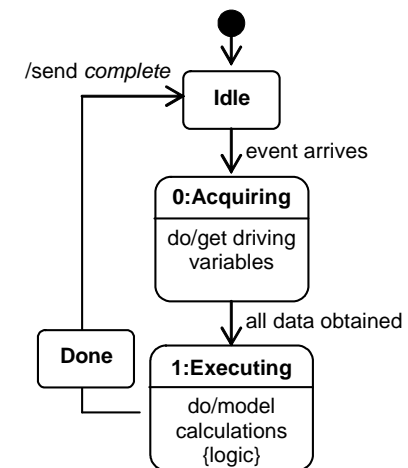 /send complete
Idle
event arrives
0:Acquiring
do/get driving
variables
all data obtained
Done
1:Executing
do/model
calculations
{logic}